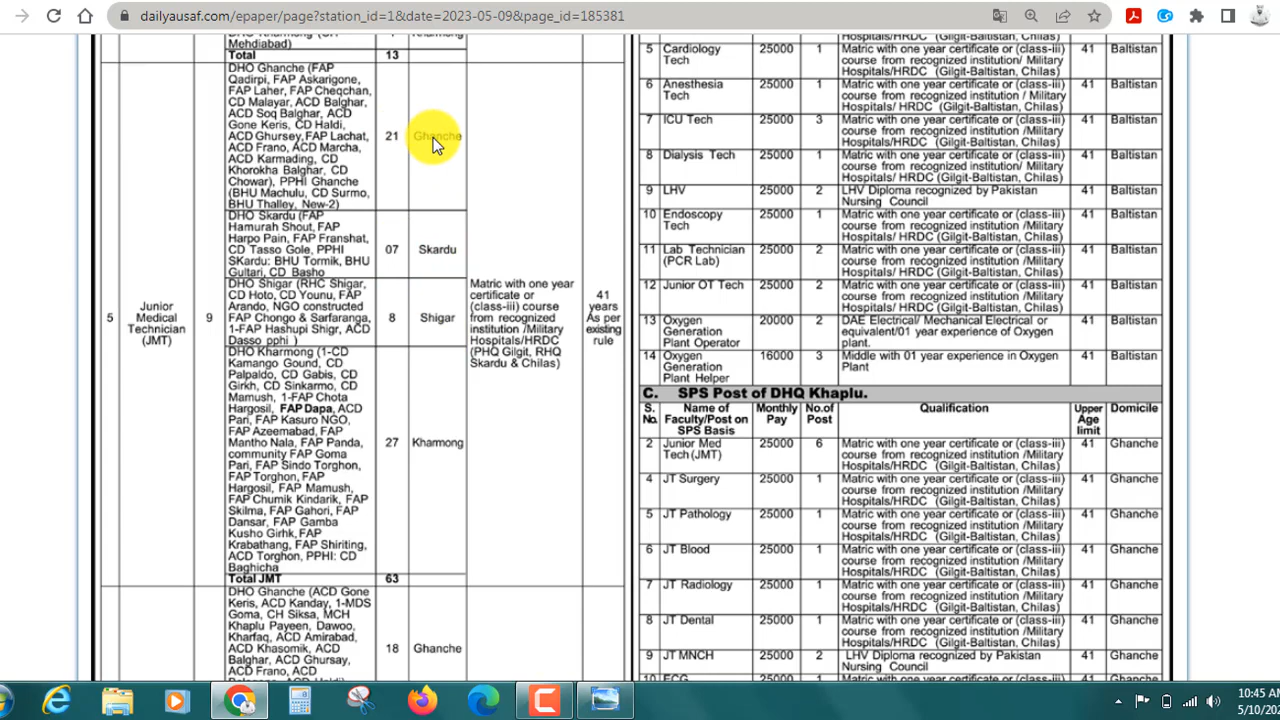 dailyausaf.com/epaper/page?station_id=1&date=2023-05-09&page_id=185381
Mehdiabad)
Total 13
5
Junior
Medical
Technician
(JMT)
9
DHO Ghanche (FAP
Qadirpi, FAP Askarigone,
FAP Laher, FAP Cheqchan,
CD Malayar, ACD Balghar,
ACD Soq Balghar, ACD
Gone Keris, CD Haldi,
ACD Ghursey, FAP Lachat,
ACD Frano, ACD Marcha,
ACD Karmading, CD
Khorokha Balghar, CD
Chowar), PPHI Ghanche
(BHU Machulu, CD Surmo,
BHU Thalley, New-2)
21
Ghanche
DHO Skardu (FAP
Hamurah Shout, FAP
Harpo Pain, FAP Franshat,
CD Tasso Gole, PPHI
SKardu: BHU Tormik, BHU
Gultari, CD Basho
07
Skardu
DHO Shigar (RHC Shigar,
CD Hoto, CD Younu, FAP
Arando, NGO constructed
FAP Chongo & Sarfaranga,
1-FAP Hashupi Shigr, ACD
Dasso pphi )
8
Shigar
DHO Kharmong (1-CD
Kamango Gound, CD
Palpaldo, CD Gabis, CD
Girkh, CD Sinkarmo, CD
Mamush, 1-FAP Chota
Hargosil, FAP Dapa, ACD
Pari, FAP Kasuro NGO,
FAP Azeemabad, FAP
Mantho Nala, FAP Panda,
community FAP Goma
Pari, FAP Sindo Torghon,
FAP Torghon, FAP
Hargosil, FAP Mamush,
FAP Chumik Kindarik, FAP
Skilma, FAP Gahori, FAP
Dansar, FAP Gamba
Kusho Girhk, FAP
Krabathang, FAP Shiriting,
ACD Torghon, PPHI: CD
Baghicha
27
Kharmong
Matric with one year
certificate or
(class-iii) course
from recognized
institution /Military
Hospitals/HRDC
(PHQ Gilgit, RHQ
Skardu & Chilas)
41
years
As per
existing
rule
Total JMT 63
DHO Ghanche (ACD Gone
Keris, ACD Kanday, 1-MDS
Goma, CH Siksa, MCH
Khaplu Payeen, Dawoo,
Kharfaq, ACD Amirabad,
ACD Khasomik, ACD
Balghar, ACD Ghursay,
ACD Frano, ACD
18
Ghanche
Hospitals/HRDC (Gilgit-Baltistan, Chilas)
5 Cardiology 25000 1 Matric with one year certificate or (class-iii) 41 Baltistan
Tech course from recognized institution/ Military
Hospitals/HRDC (Gilgit-Baltistan, Chilas)
6 Anesthesia 25000 1 Matric with one year certificate or (class-iii) 41 Baltistan
Tech course from recognized institution / Military
Hospitals/ HRDC (Gilgit-Baltistan, Chilas)
7 ICU Tech 25000 3 Matric with one year certificate or (class-iii) 41 Baltistan
course from recognized institution /Military
Hospitals/ HRDC (Gilgit-Baltistan, Chilas)
8 Dialysis Tech 25000 1 Matric with one year certificate or (class-iii) 41 Baltistan
course from recognized institution/ Military
Hospitals/ HRDC (Gilgit-Baltistan, Chilas)
9 LHV 25000 2 LHV Diploma recognized by Pakistan 41 Baltistan
Nursing Council
10 Endoscopy 25000 1 Matric with one year certificate or (class-iii) 41 Baltistan
Tech course from recognized institution /Military
Hospitals/ HRDC (Gilgit-Baltistan, Chilas)
11 Lab Technician 25000 2 Matric with one year certificate or (class-iii) 41 Baltistan
(PCR Lab) course from recognized institution /Military
Hospitals/HRDC (Gilgit-Baltistan, Chilas)
12 Junior OT Tech 25000 2 Matric with one year certificate or (class-iii) 41 Baltistan
course from recognized institution /Military
Hospitals/HRDC (Gilgit-Baltistan, Chilas)
13 Oxygen 20000 2 DAE Electrical/ Mechanical Electrical or 41 Baltistan
Generation equivalent/01 year experience of Oxygen
Plant Operator plant.
14 Oxygen 16000 3 Middle with 01 year experience in Oxygen 41 Baltistan
Generation Plant
Plant Helper
C. SPS Post of DHQ Khaplu.
S. Name of Monthly No.of Qualification Upper Domicile
No. Faculty/Post on Pay Post Age
SPS Basis limit
2 Junior Med 25000 6 Matric with one year certificate or (class-iii) 41 Ghanche
Tech (JMT) course from recognized institution /Military
Hospitals/HRDC (Gilgit-Baltistan, Chilas)
4 JT Surgery 25000 1 Matric with one year certificate or (class-iii) 41 Ghanche
course from recognized institution /Military
Hospitals/HRDC (Gilgit-Baltistan, Chilas)
5 JT Pathology 25000 1 Matric with one year certificate or (class-iii) 41 Ghanche
course from recognized institution /Military
Hospitals/HRDC (Gilgit-Baltistan, Chilas)
6 JT Blood 25000 1 Matric with one year certificate or (class-iii) 41 Ghanche
course from recognized institution /Military
Hospitals/HRDC (Gilgit-Baltistan, Chilas)
7 JT Radiology 25000 1 Matric with one year certificate or (class-iii) 41 Ghanche
course from recognized institution /Military
Hospitals/HRDC (Gilgit-Baltistan, Chilas)
8 JT Dental 25000 1 Matric with one year certificate or (class-iii) 41 Ghanche
course from recognized institution /Military
Hospitals/HRDC (Gilgit-Baltistan, Chilas)
9 JT MNCH 25000 2 LHV Diploma recognized by Pakistan 41 Ghanche
Nursing Council
10:45 AM
5/10/202